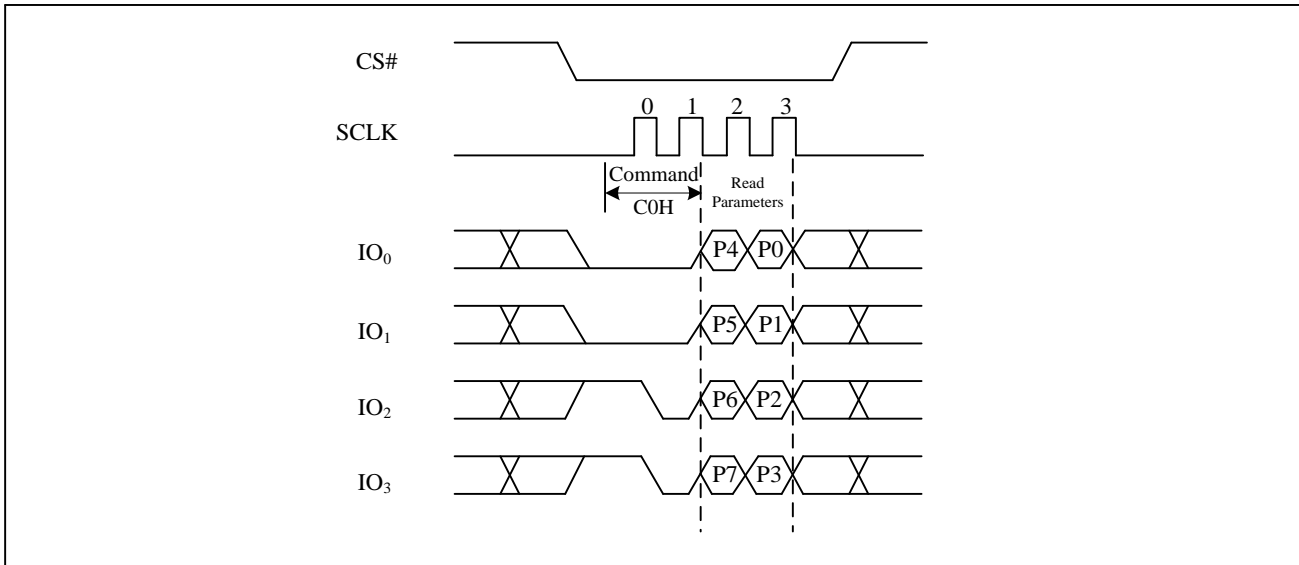 CS#
0 1 2 3
SCLK
Command
C0H
Read
Parameters
IO₀ P4 P0
IO₁ P5 P1
IO₂ P6 P2
IO₃ P7 P3